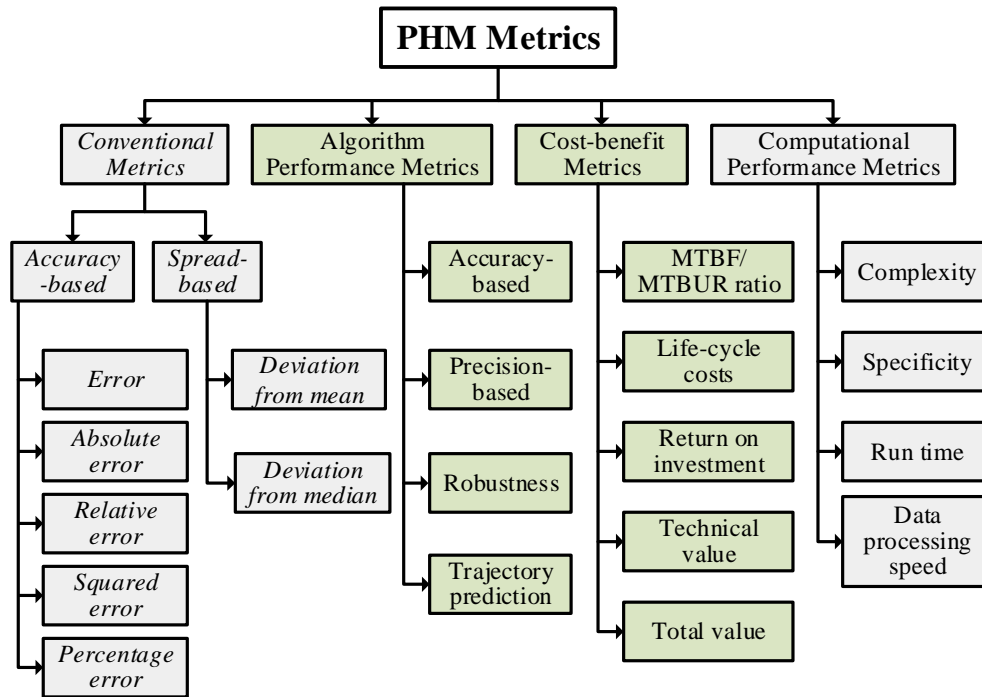 PHM Metrics
Conventional
Metrics
Algorithm
Performance Metrics
Cost-benefit
Metrics
Computational
Performance Metrics
Accuracy
-based
Spread-
based
Error
Absolute
error
Relative
error
Squared
error
Percentage
error
Deviation
from mean
Deviation
from median
Accuracy-
based
Precision-
based
Robustness
Trajectory
prediction
MTBF/
MTBUR ratio
Life-cycle
costs
Return on
investment
Technical
value
Total value
Complexity
Specificity
Run time
Data
processing
speed